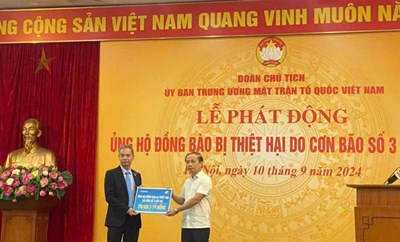 CỘNG SẢN VIỆT NAM QUANG VINH MUÔN NĂM
ĐOÀN CHỦ TỊCH
ỦY BAN TRUNG ƯƠNG MẶT TRẬN TỔ QUỐC VIỆT NAM
LỄ PHÁT ĐỘNG
ỦNG HỘ ĐỒNG BÀO BỊ THIỆT HẠI DO CƠN BÃO SỐ 3
Nội, ngày 10 tháng 9 năm 2024